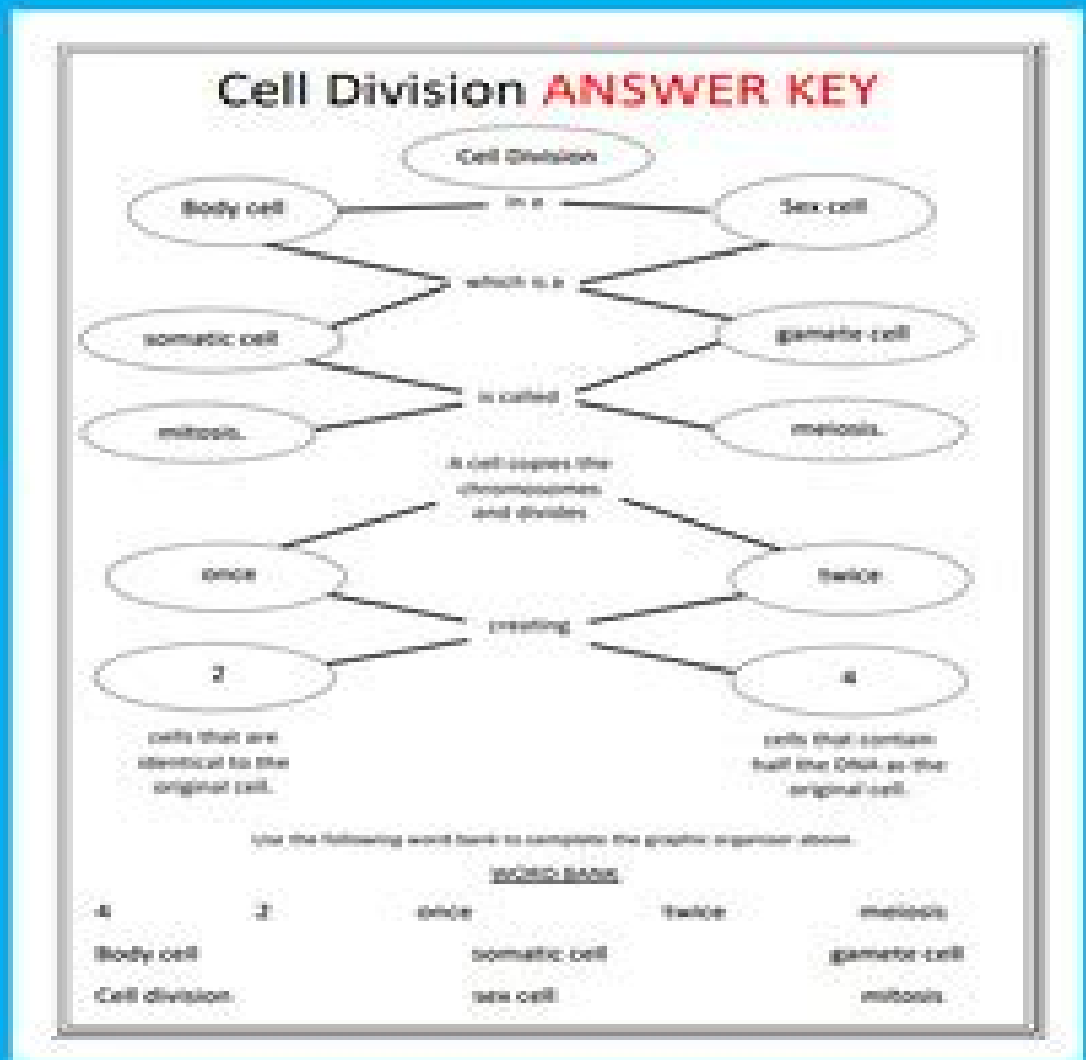 Cell Division ANSWER KEY
Cell Division
Body cell
in a
Sex cell
which is a
somatic cell
gamete cell
is called
mitosis.
meiosis.
A cell copies the
chromosomes
and divides
once
twice
creating
2
4
cells that are
identical to the
original cell.
cells that contain
half the DNA as the
original cell.
Use the following word bank to complete the graphic organizer above.
WORD BANK
4 2 once twice meiosis
Body cell somatic cell gamete cell
Cell division sex cell mitosis